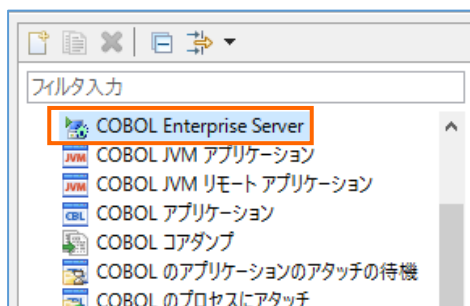 フィルタ入力
COBOL Enterprise Server
JVM COBOL JVM アプリケーション
JVM COBOL JVM リモート アプリケーション
CBL COBOL アプリケーション
COBOL コアダンプ
COBOL のアプリケーションのアタッチの待機
COBOL のプロセスにアタッチ